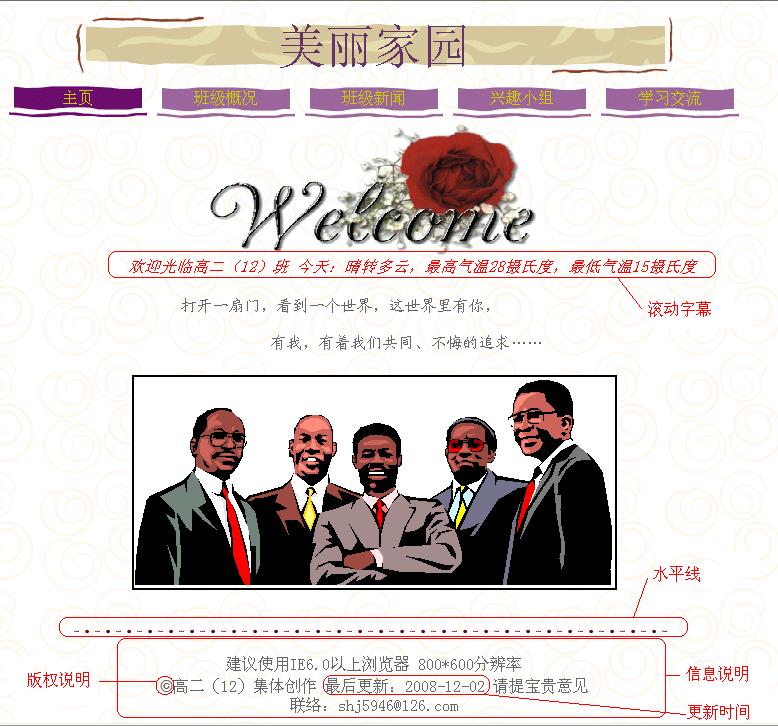 美丽家园
主页 班级概况 班级新闻 兴趣小组 学习交流
Welcome
欢迎光临高二（12）班 今天：晴转多云，最高气温28摄氏度，最低气温15摄氏度
滚动字幕
打开一扇门，看到一个世界，这世界里有你，
有我，有着我们共同、不悔的追求……
水平线
建议使用IE6.0以上浏览器 800*600分辨率
信息说明
版权说明
©高二（12）集体创作 最后更新：2008-12-02 请提宝贵意见
联络：shj5946@126.com
更新时间